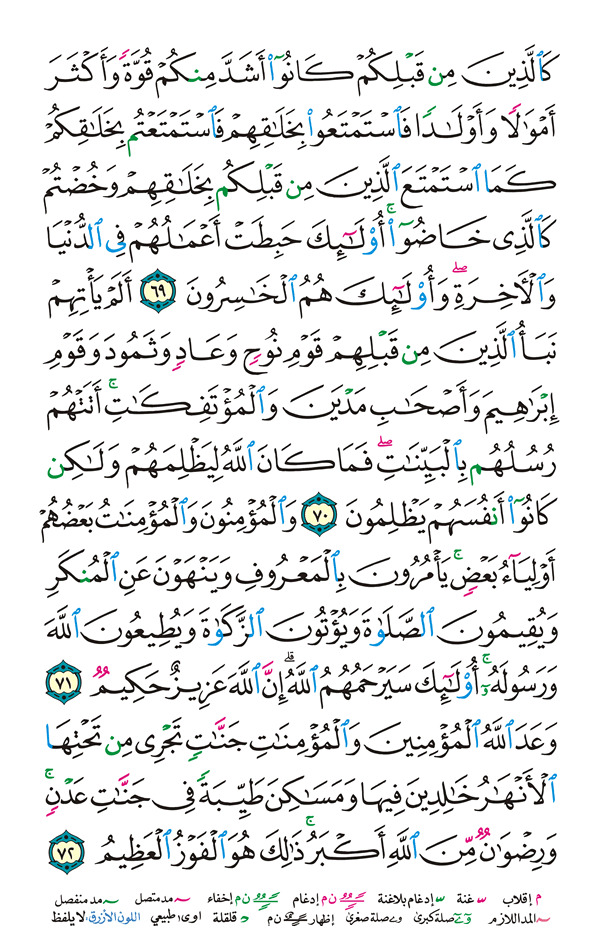 كَٱلَّذِينَ مِن قَبْلِكُمْ كَانُوٓا۟ أَشَدَّ مِنكُمْ قُوَّةً وَأَكْثَرَ
أَمْوَٰلًا وَأَوْلَـٰدًا فَٱسْتَمْتَعُوا۟ بِخَلَـٰقِهِمْ فَٱسْتَمْتَعْتُم بِخَلَـٰقِكُمْ
كَمَا ٱسْتَمْتَعَ ٱلَّذِينَ مِن قَبْلِكُم بِخَلَـٰقِهِمْ وَخُضْتُمْ
كَٱلَّذِى خَاضُوٓا۟ ۚ أُو۟لَـٰٓئِكَ حَبِطَتْ أَعْمَـٰلُهُمْ فِى ٱلدُّنْيَا
وَٱلْـَٔاخِرَةِ ۖ وَأُو۟لَـٰٓئِكَ هُمُ ٱلْخَـٰسِرُونَ ٦٩ أَلَمْ يَأْتِهِمْ
نَبَأُ ٱلَّذِينَ مِن قَبْلِهِمْ قَوْمِ نُوحٍ وَعَادٍ وَثَمُودَ وَقَوْمِ
إِبْرَٰهِيمَ وَأَصْحَـٰبِ مَدْيَنَ وَٱلْمُؤْتَفِكَـٰتِ ۚ أَتَتْهُمْ
رُسُلُهُم بِٱلْبَيِّنَـٰتِ ۖ فَمَا كَانَ ٱللَّهُ لِيَظْلِمَهُمْ وَلَـٰكِن
كَانُوٓا۟ أَنفُسَهُمْ يَظْلِمُونَ ٧٠ وَٱلْمُؤْمِنُونَ وَٱلْمُؤْمِنَـٰتُ بَعْضُهُمْ
أَوْلِيَآءُ بَعْضٍ ۚ يَأْمُرُونَ بِٱلْمَعْرُوفِ وَيَنْهَوْنَ عَنِ ٱلْمُنكَرِ
وَيُقِيمُونَ ٱلصَّلَوٰةَ وَيُؤْتُونَ ٱلزَّكَوٰةَ وَيُطِيعُونَ ٱللَّهَ
وَرَسُولَهُۥٓ ۚ أُو۟لَـٰٓئِكَ سَيَرْحَمُهُمُ ٱللَّهُ ۗ إِنَّ ٱللَّهَ عَزِيزٌ حَكِيمٌ ٧١
وَعَدَ ٱللَّهُ ٱلْمُؤْمِنِينَ وَٱلْمُؤْمِنَـٰتِ جَنَّـٰتٍ تَجْرِى مِن تَحْتِهَا
ٱلْأَنْهَـٰرُ خَـٰلِدِينَ فِيهَا وَمَسَـٰكِنَ طَيِّبَةً فِى جَنَّـٰتِ عَدْنٍ ۚ
وَرِضْوَٰنٌ مِّنَ ٱللَّهِ أَكْبَرُ ۚ ذَٰلِكَ هُوَ ٱلْفَوْزُ ٱلْعَظِيمُ ٧٢
م إقلاب غنة إدغام بلاغنة ن م إدغام ن م إخفاء مد متصل مد منفصل
المد اللازم صلة كبرى صلة صغرى إظهار ن م قلقلة اوى طبيعي اللون الأزرق: لا يلفظ